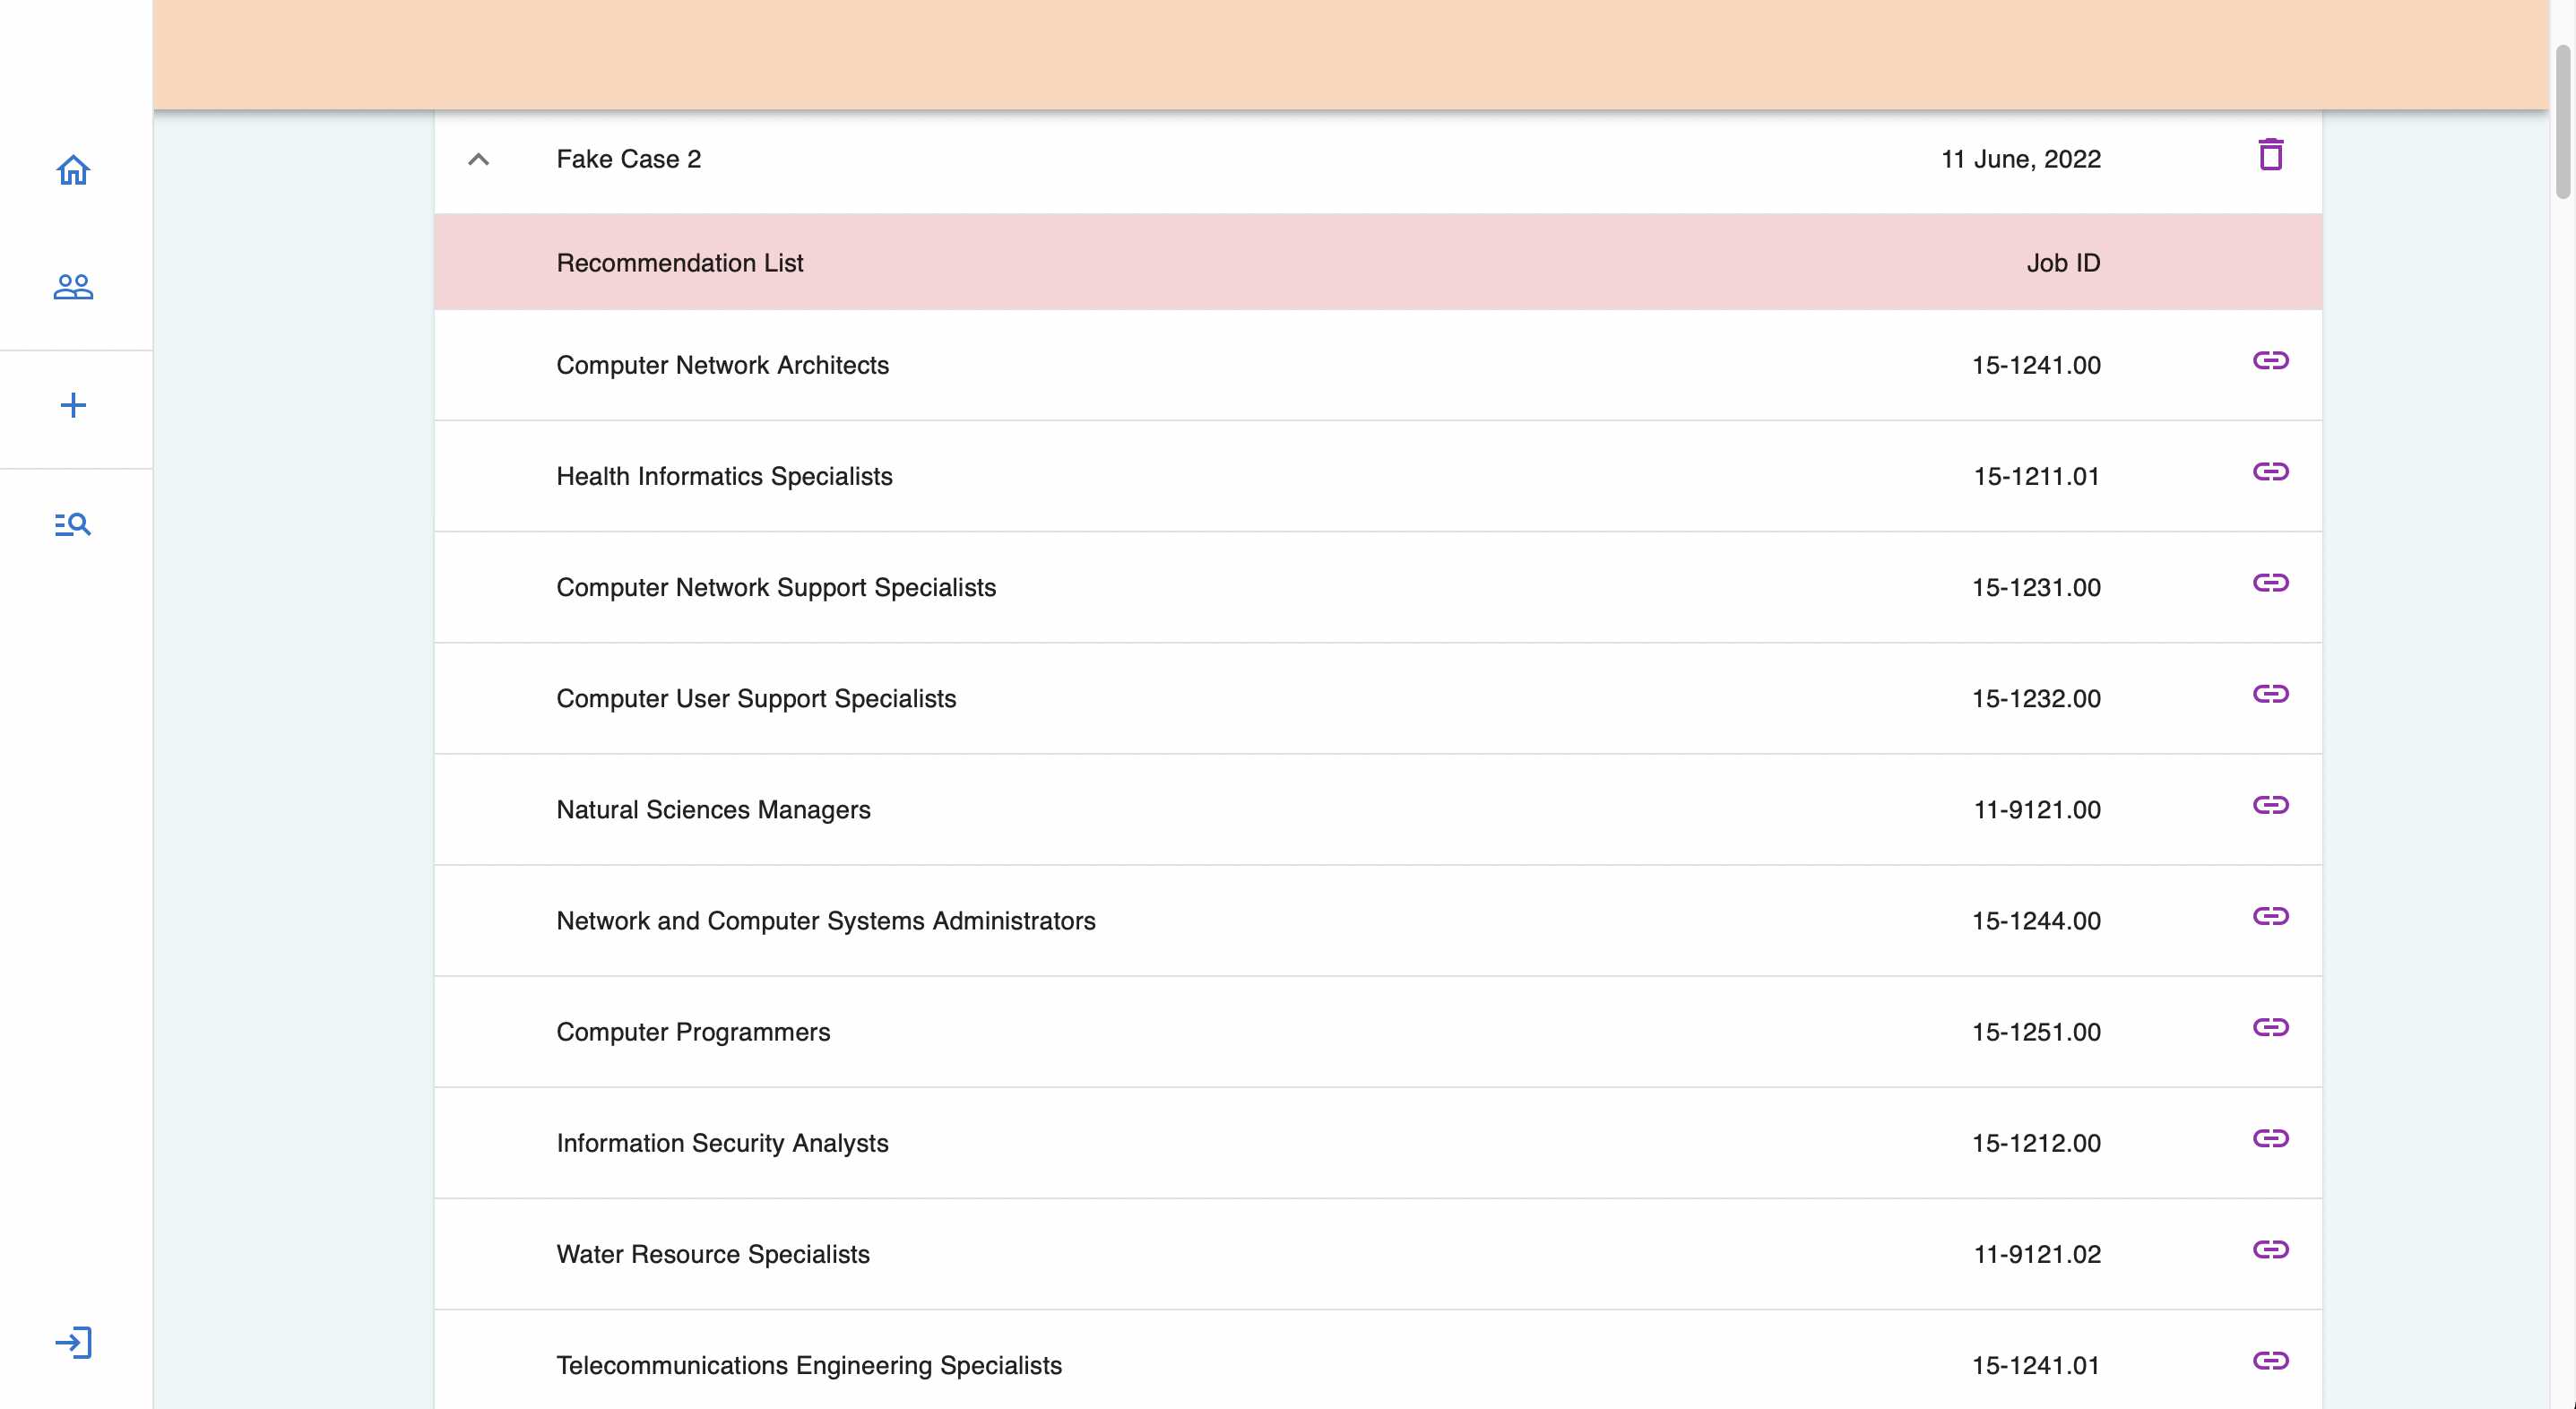 Fake Case 2 11 June, 2022
Recommendation List Job ID
Computer Network Architects 15-1241.00
Health Informatics Specialists 15-1211.01
Computer Network Support Specialists 15-1231.00
Computer User Support Specialists 15-1232.00
Natural Sciences Managers 11-9121.00
Network and Computer Systems Administrators 15-1244.00
Computer Programmers 15-1251.00
Information Security Analysts 15-1212.00
Water Resource Specialists 11-9121.02
Telecommunications Engineering Specialists 15-1241.01